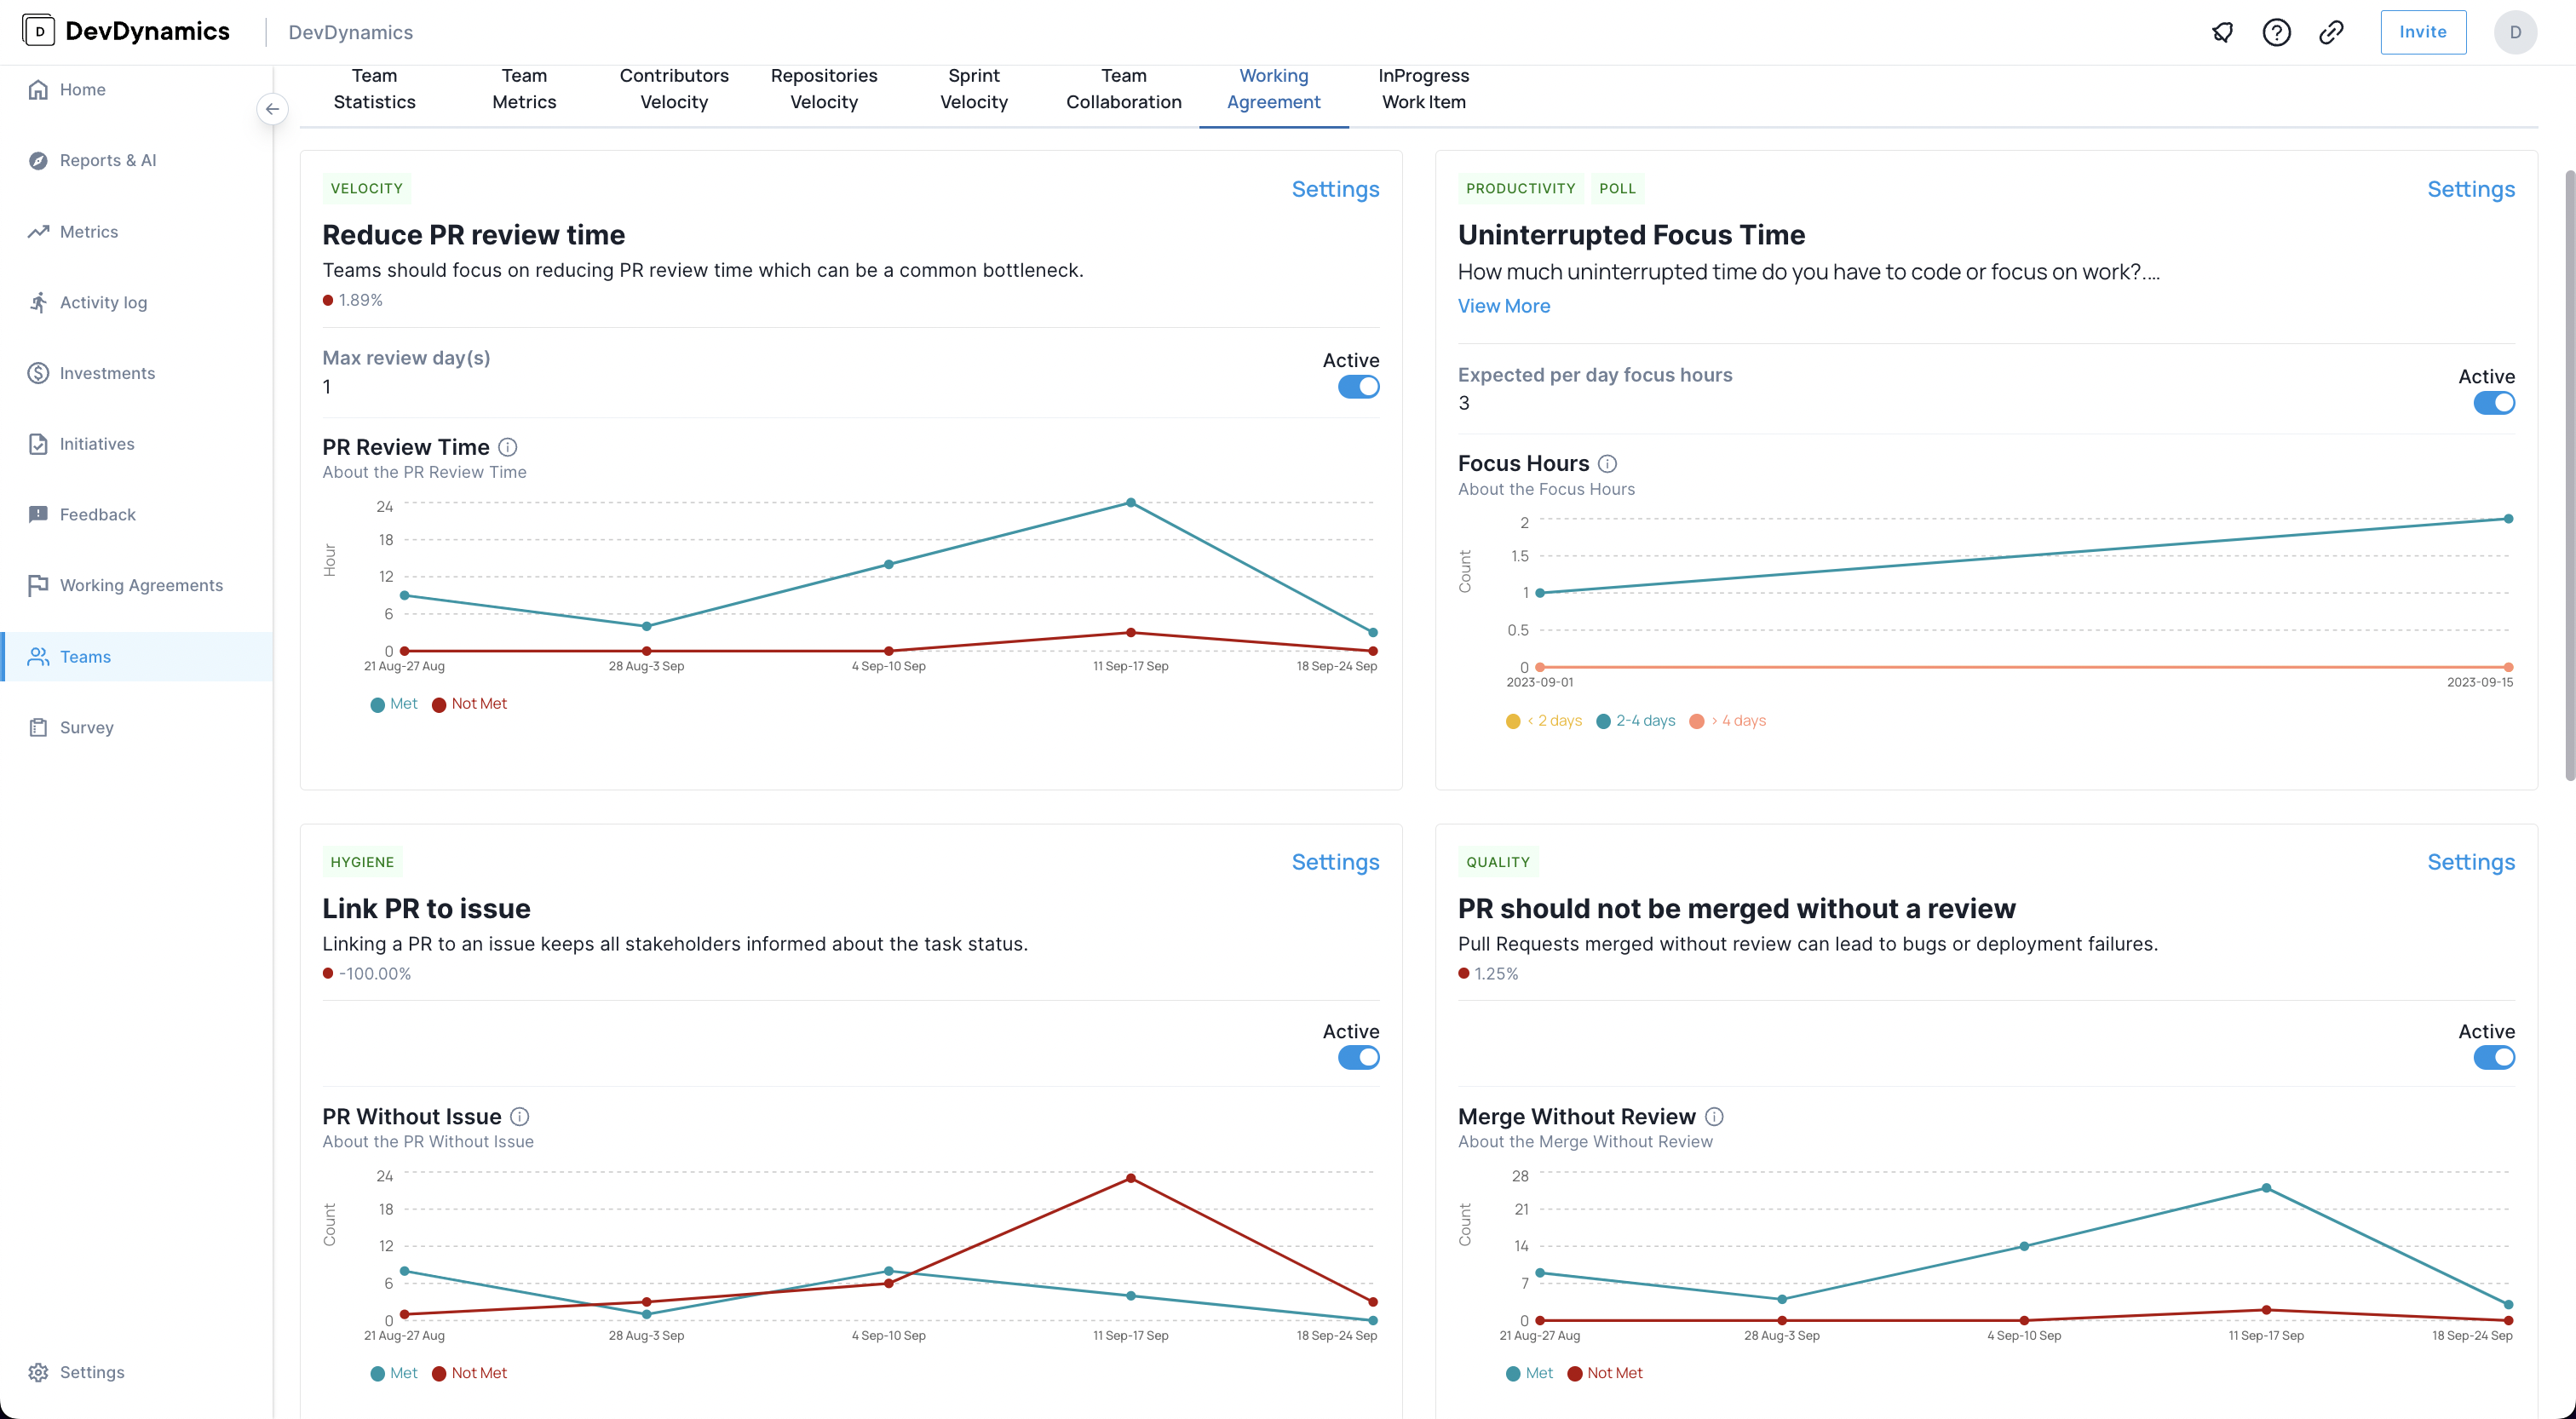 D DevDynamics
DevDynamics
Invite
D
Home
Reports & AI
Metrics
Activity log
Investments
Initiatives
Feedback
Working Agreements
Teams
Survey
Settings
Team
Statistics
Team
Metrics
Contributors
Velocity
Repositories
Velocity
Sprint
Velocity
Team
Collaboration
Working
Agreement
InProgress
Work Item
VELOCITY
Settings
Reduce PR review time
Teams should focus on reducing PR review time which can be a common bottleneck.
1.89%
Max review day(s)
1
Active
PR Review Time
About the PR Review Time
Hour
24
18
12
6
0
21 Aug-27 Aug
28 Aug-3 Sep
4 Sep-10 Sep
11 Sep-17 Sep
18 Sep-24 Sep
Met
Not Met
PRODUCTIVITY
POLL
Settings
Uninterrupted Focus Time
How much uninterrupted time do you have to code or focus on work?....
View More
Expected per day focus hours
3
Active
Focus Hours
About the Focus Hours
Count
2
1.5
1
0.5
0
2023-09-01
2023-09-15
< 2 days
2-4 days
> 4 days
HYGIENE
Settings
Link PR to issue
Linking a PR to an issue keeps all stakeholders informed about the task status.
-100.00%
Active
PR Without Issue
About the PR Without Issue
Count
24
18
12
6
0
21 Aug-27 Aug
28 Aug-3 Sep
4 Sep-10 Sep
11 Sep-17 Sep
18 Sep-24 Sep
Met
Not Met
QUALITY
Settings
PR should not be merged without a review
Pull Requests merged without review can lead to bugs or deployment failures.
1.25%
Active
Merge Without Review
About the Merge Without Review
Count
28
21
14
7
0
21 Aug-27 Aug
28 Aug-3 Sep
4 Sep-10 Sep
11 Sep-17 Sep
18 Sep-24 Sep
Met
Not Met